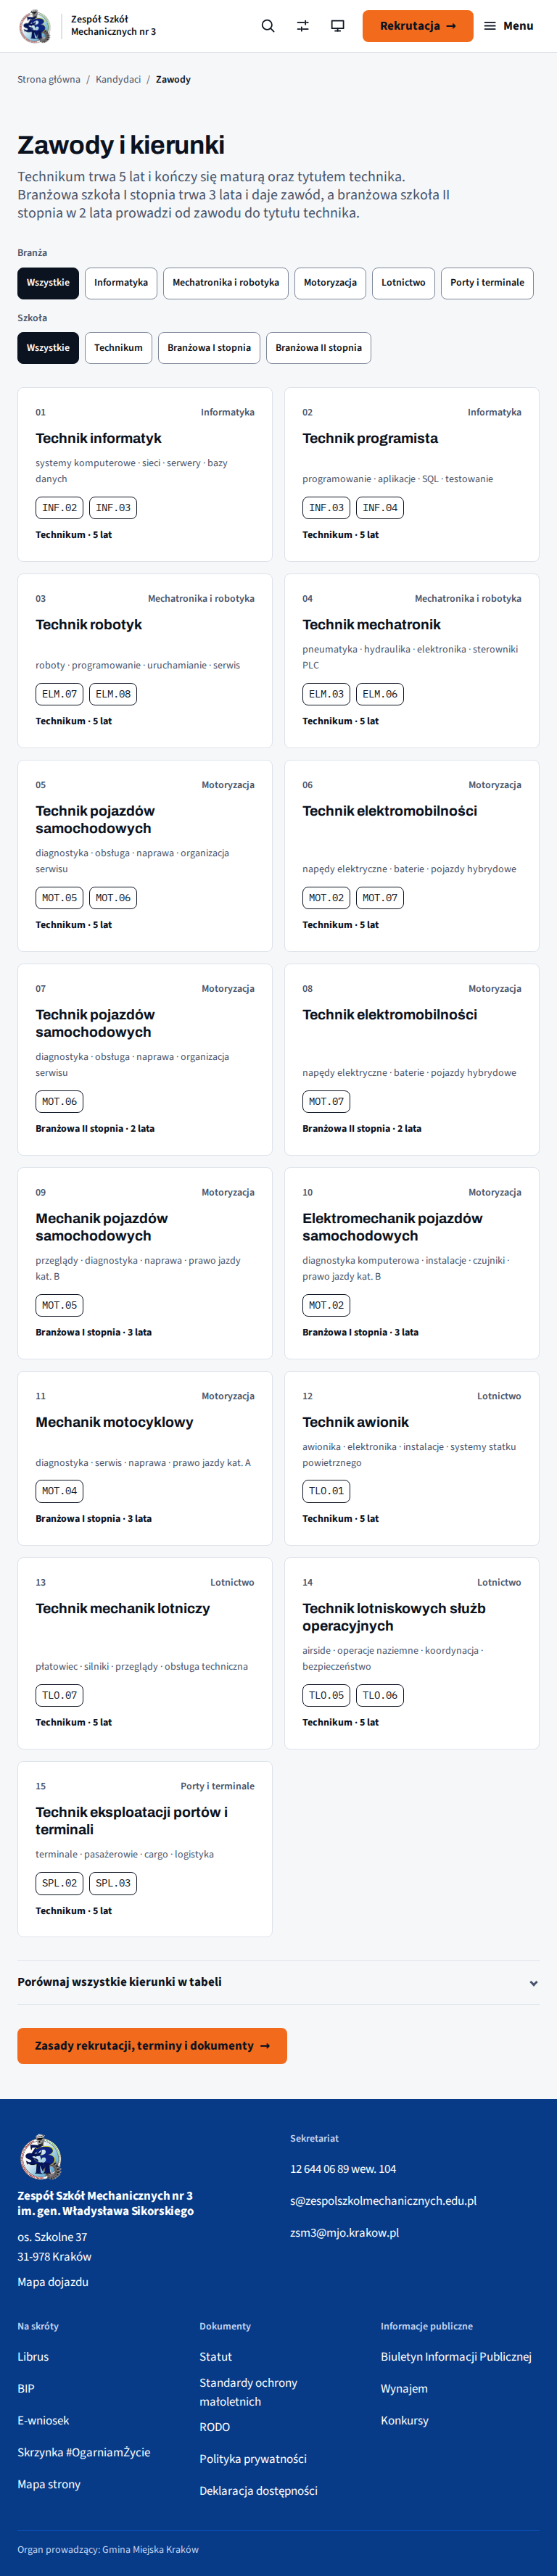 Zespół Szkół
Mechanicznych nr 3
Rekrutacja →
Menu
Strona główna / Kandydaci / Zawody
Zawody i kierunki
Technikum trwa 5 lat i kończy się maturą oraz tytułem technika.
Branżowa szkoła I stopnia trwa 3 lata i daje zawód, a branżowa szkoła II
stopnia w 2 lata prowadzi od zawodu do tytułu technika.
Branża
Wszystkie Informatyka Mechatronika i robotyka Motoryzacja Lotnictwo Porty i terminale
Szkoła
Wszystkie Technikum Branżowa I stopnia Branżowa II stopnia
01 Informatyka
Technik informatyk
systemy komputerowe · sieci · serwery · bazy
danych
INF.02 INF.03
Technikum · 5 lat
02 Informatyka
Technik programista
programowanie · aplikacje · SQL · testowanie
INF.03 INF.04
Technikum · 5 lat
03 Mechatronika i robotyka
Technik robotyk
roboty · programowanie · uruchamianie · serwis
ELM.07 ELM.08
Technikum · 5 lat
04 Mechatronika i robotyka
Technik mechatronik
pneumatyka · hydraulika · elektronika · sterowniki
PLC
ELM.03 ELM.06
Technikum · 5 lat
05 Motoryzacja
Technik pojazdów
samochodowych
diagnostyka · obsługa · naprawa · organizacja
serwisu
MOT.05 MOT.06
Technikum · 5 lat
06 Motoryzacja
Technik elektromobilności
napędy elektryczne · baterie · pojazdy hybrydowe
MOT.02 MOT.07
Technikum · 5 lat
07 Motoryzacja
Technik pojazdów
samochodowych
diagnostyka · obsługa · naprawa · organizacja
serwisu
MOT.06
Branżowa II stopnia · 2 lata
08 Motoryzacja
Technik elektromobilności
napędy elektryczne · baterie · pojazdy hybrydowe
MOT.07
Branżowa II stopnia · 2 lata
09 Motoryzacja
Mechanik pojazdów
samochodowych
przeglądy · diagnostyka · naprawa · prawo jazdy
kat. B
MOT.05
Branżowa I stopnia · 3 lata
10 Motoryzacja
Elektromechanik pojazdów
samochodowych
diagnostyka komputerowa · instalacje · czujniki ·
prawo jazdy kat. B
MOT.02
Branżowa I stopnia · 3 lata
11 Motoryzacja
Mechanik motocyklowy
diagnostyka · serwis · naprawa · prawo jazdy kat. A
MOT.04
Branżowa I stopnia · 3 lata
12 Lotnictwo
Technik awionik
awionika · elektronika · instalacje · systemy statku
powietrznego
TLO.01
Technikum · 5 lat
13 Lotnictwo
Technik mechanik lotniczy
płatowiec · silniki · przeglądy · obsługa techniczna
TLO.07
Technikum · 5 lat
14 Lotnictwo
Technik lotniskowych służb
operacyjnych
airside · operacje naziemne · koordynacja ·
bezpieczeństwo
TLO.05 TLO.06
Technikum · 5 lat
15 Porty i terminale
Technik eksploatacji portów i
terminali
terminale · pasażerowie · cargo · logistyka
SPL.02 SPL.03
Technikum · 5 lat
Porównaj wszystkie kierunki w tabeli
Zasady rekrutacji, terminy i dokumenty →
Zespół Szkół Mechanicznych nr 3
im. gen. Władysława Sikorskiego
os. Szkolne 37
31-978 Kraków
Mapa dojazdu
Sekretariat
12 644 06 89 wew. 104
s@zespolszkolmechanicznych.edu.pl
zsm3@mjo.krakow.pl
Na skróty
Librus
BIP
E-wniosek
Skrzynka #OgarniamŻycie
Mapa strony
Dokumenty
Statut
Standardy ochrony
małoletnich
RODO
Polityka prywatności
Deklaracja dostępności
Informacje publiczne
Biuletyn Informacji Publicznej
Wynajem
Konkursy
Organ prowadzący: Gmina Miejska Kraków